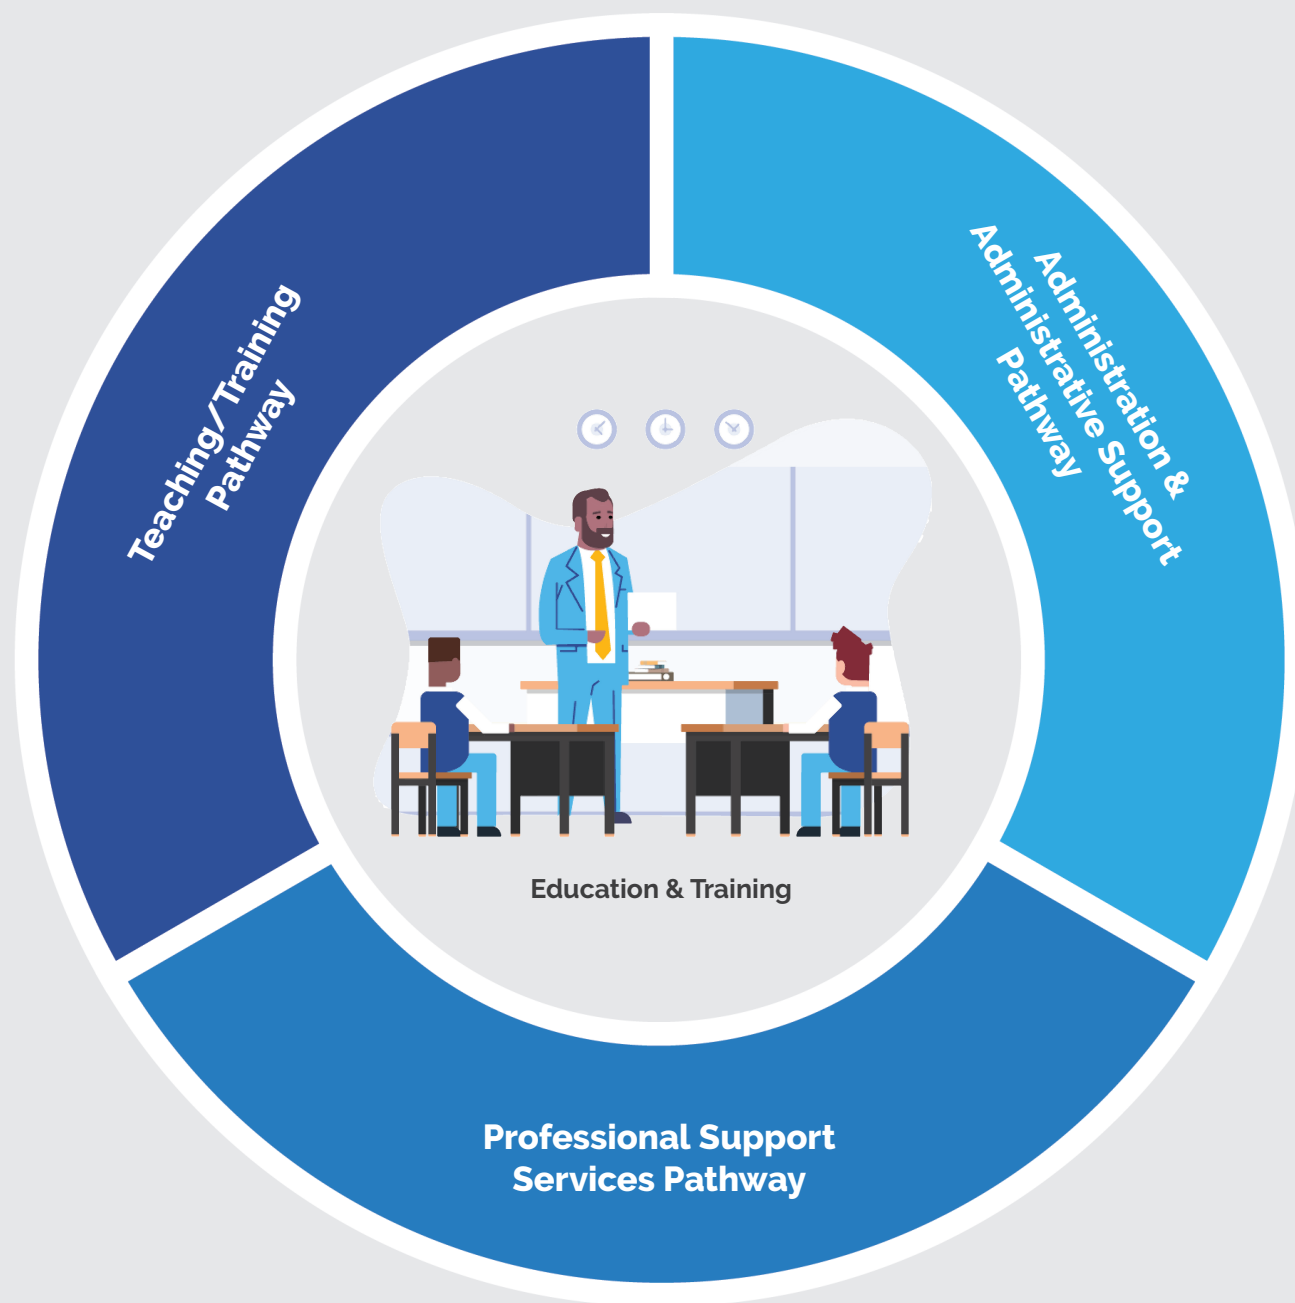 Teaching/Training
Pathway
Administration &
Administrative Support
Pathway
Education & Training
Professional Support
Services Pathway